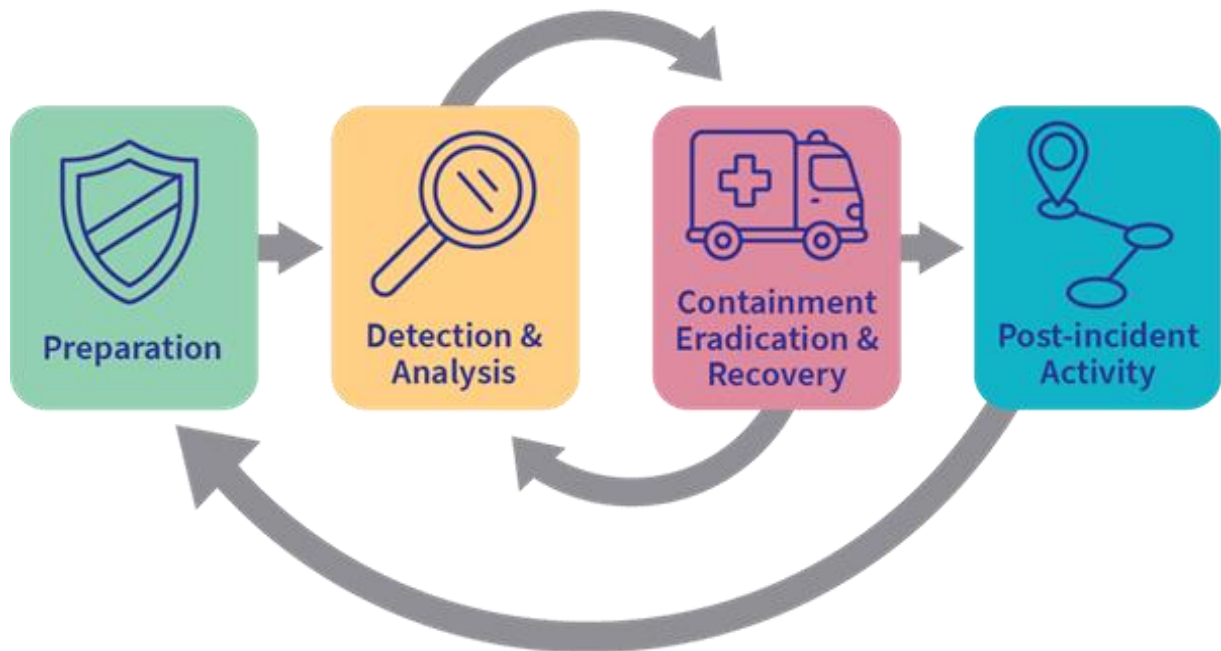 Preparation
Detection &
Analysis
Containment
Eradication &
Recovery
Post-incident
Activity